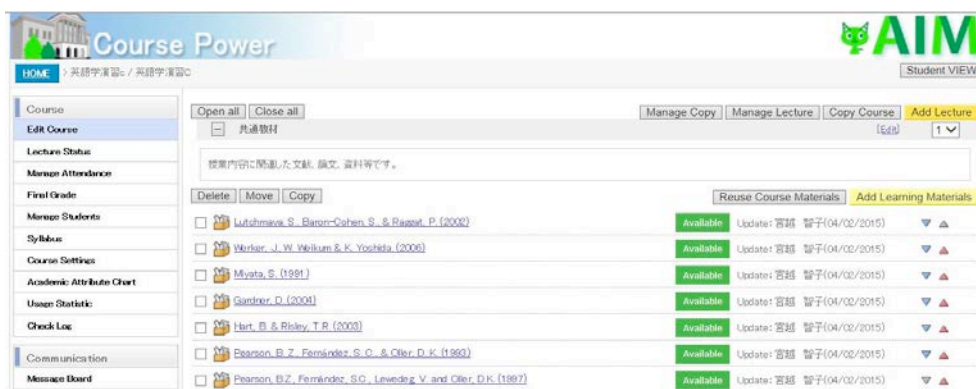 Course Power
AIM
HOME > 英語学演習c / 英語学演習C
Student VIEW
Course
Edit Course
Lecture Status
Manage Attendance
Final Grade
Manage Students
Syllabus
Course Settings
Academic Attribute Chart
Usage Statistic
Check Log
Communication
Message Board
Open all Close all Manage Copy Manage Lecture Copy Course Add Lecture
共通教材 [Edit] 1
授業内容に関連した文献、論文、資料等です。
Delete Move Copy Reuse Course Materials Add Learning Materials
Lutchmaya, S., Baron-Cohen, S., & Raggat, P. (2002) Available Update: 宮越 智子(04/02/2015)
Werker, J. W. Weikum & K. Yoshida. (2006) Available Update: 宮越 智子(04/02/2015)
Miyata, S. (1991) Available Update: 宮越 智子(04/02/2015)
Gardner, D. (2004) Available Update: 宮越 智子(04/02/2015)
Hart, B. & Risley, T.R. (2003) Available Update: 宮越 智子(04/02/2015)
Pearson, B. Z., Fernández, S. C., & Oller, D. K. (1993) Available Update: 宮越 智子(04/02/2015)
Pearson, B.Z., Fernández, S.C., Lewedeg, V. and Oller, D.K. (1997) Available Update: 宮越 智子(04/02/2015)